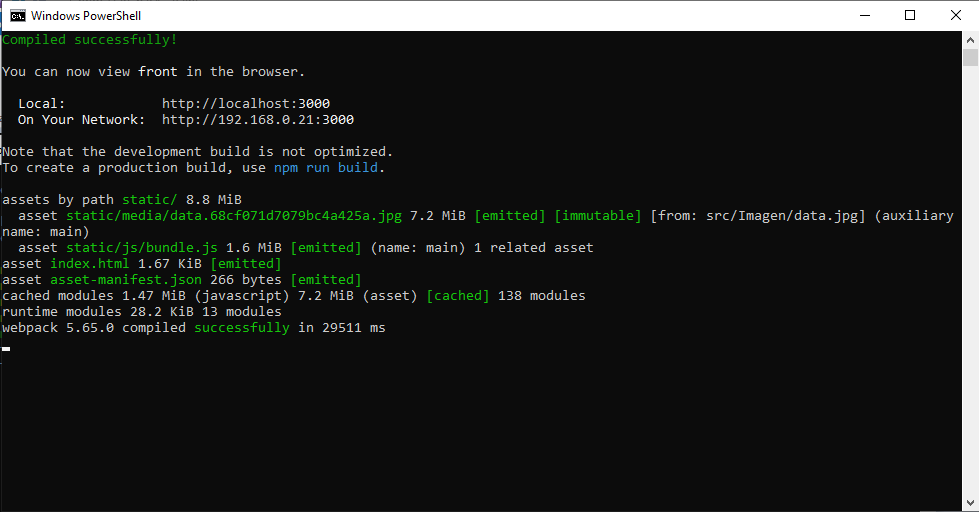 Windows PowerShell
Compiled successfully!
You can now view front in the browser.
Local: http://localhost:3000
On Your Network: http://192.168.0.21:3000
Note that the development build is not optimized.
To create a production build, use npm run build.
assets by path static/ 8.8 MiB
asset static/media/data.68cf071d7079bc4a425a.jpg 7.2 MiB [emitted] [immutable] [from: src/Imagen/data.jpg] (auxiliary
name: main)
asset static/js/bundle.js 1.6 MiB [emitted] (name: main) 1 related asset
asset index.html 1.67 KiB [emitted]
asset asset-manifest.json 266 bytes [emitted]
cached modules 1.47 MiB (javascript) 7.2 MiB (asset) [cached] 138 modules
runtime modules 28.2 KiB 13 modules
webpack 5.65.0 compiled successfully in 29511 ms